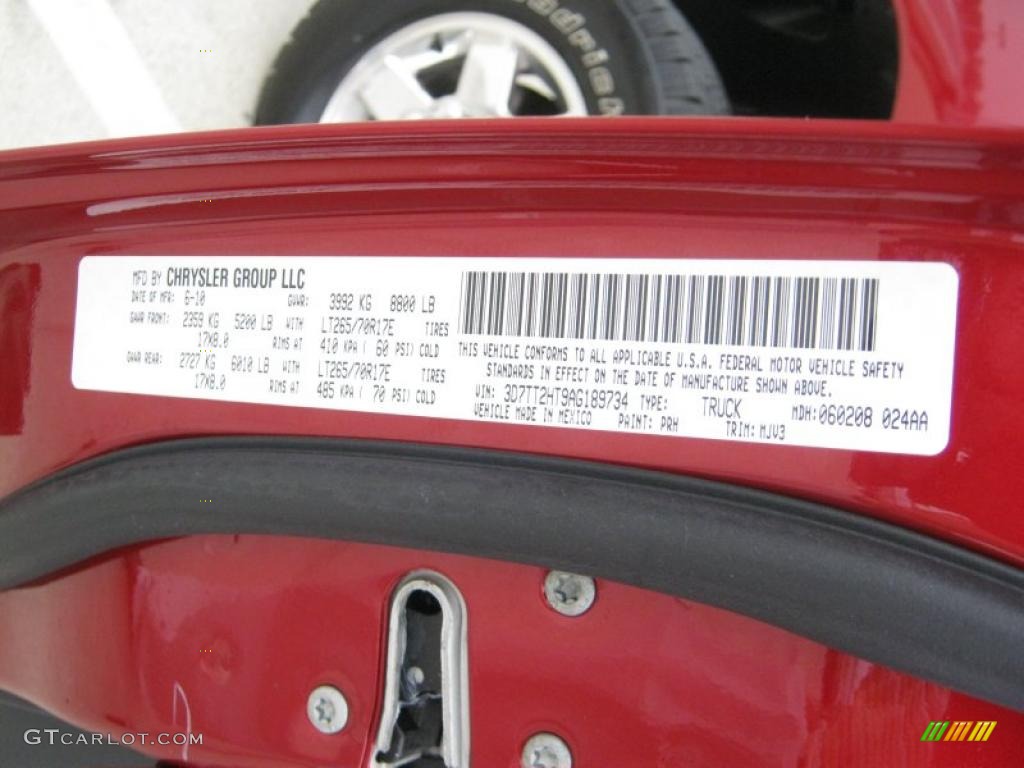 adrich
MFD BY CHRYSLER GROUP LLC
DATE OF MFR: 6-10 GVWR: 3992 KG 8800 LB
GAWR FRONT: 2359 KG 5200 LB WITH LT265/70R17E TIRES
17X8.0 RIMS AT 410 KPA ( 60 PSI) COLD
GAWR REAR: 2727 KG 6010 LB WITH LT265/70R17E TIRES
17X8.0 RIMS AT 485 KPA ( 70 PSI) COLD
THIS VEHICLE CONFORMS TO ALL APPLICABLE U.S.A. FEDERAL MOTOR VEHICLE SAFETY
STANDARDS IN EFFECT ON THE DATE OF MANUFACTURE SHOWN ABOVE.
VIN: 3D7TT2HT9AG189734 TYPE: TRUCK MDH:060208 024AA
VEHICLE MADE IN MEXICO PAINT: PRH TRIM: MJV3
GTCARLOT.COM